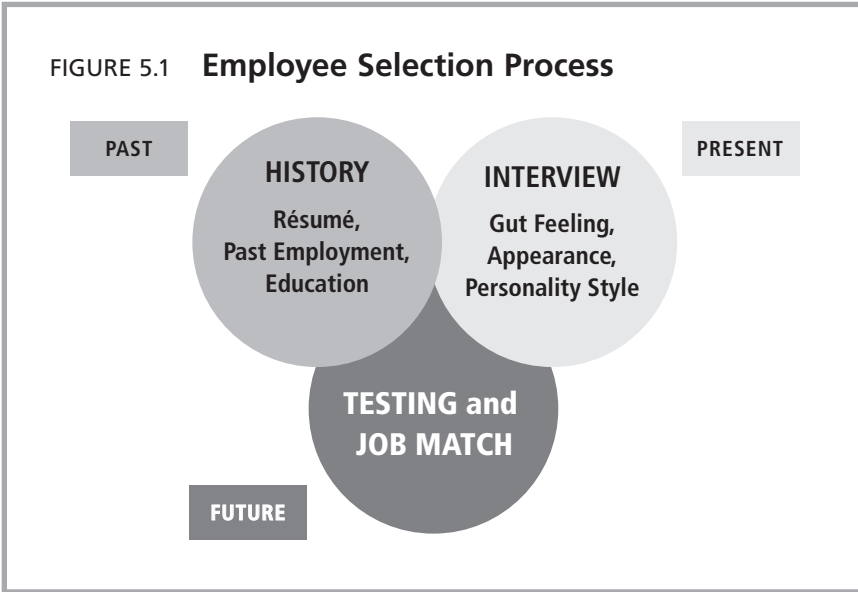 FIGURE 5.1 Employee Selection Process
PAST
HISTORY
Résumé,
Past Employment,
Education
INTERVIEW
Gut Feeling,
Appearance,
Personality Style
PRESENT
TESTING and
JOB MATCH
FUTURE